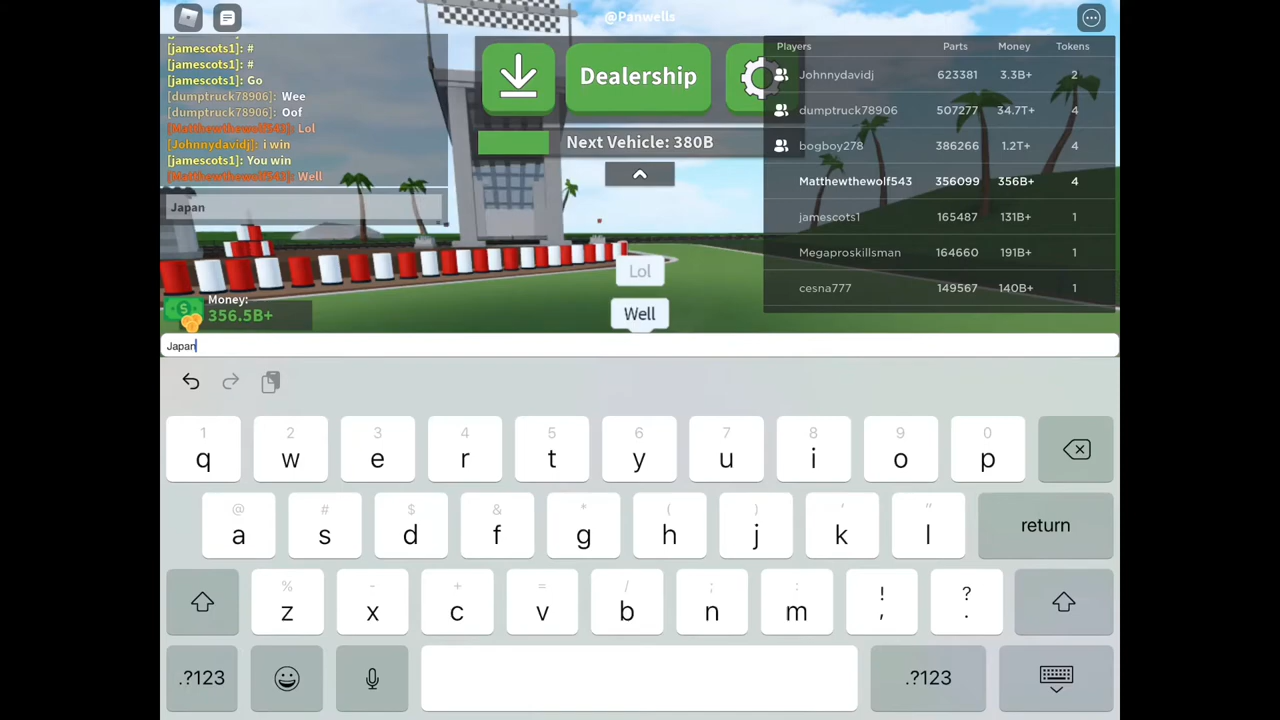 @Panwells
[jamescots1]: #
[jamescots1]: #
[jamescots1]: Go
[dumptruck78906]: Wee
[dumptruck78906]: Oof
[Matthewthewolf543]: Lol
[Johnnydavidj]: i win
[jamescots1]: You win
[Matthewthewolf543]: Well
Japan
Dealership
Next Vehicle: 380B
Players Parts Money Tokens
Johnnydavidj 623381 3.3B+ 2
dumptruck78906 507277 34.7T+ 4
bogboy278 386266 1.2T+ 4
Matthewthewolf543 356099 356B+ 4
jamescots1 165487 131B+ 1
Megaproskillsman 164660 191B+ 1
cesna777 149567 140B+ 1
Lol
Well
Money:
356.5B+
Japan
1 2 3 4 5 6 7 8 9 0
q w e r t y u i o p
@ # $ & * ( ) ' "
a s d f g h j k l return
% - + = / ; : ! ?
z x c v b n m , .
.?123 .?123